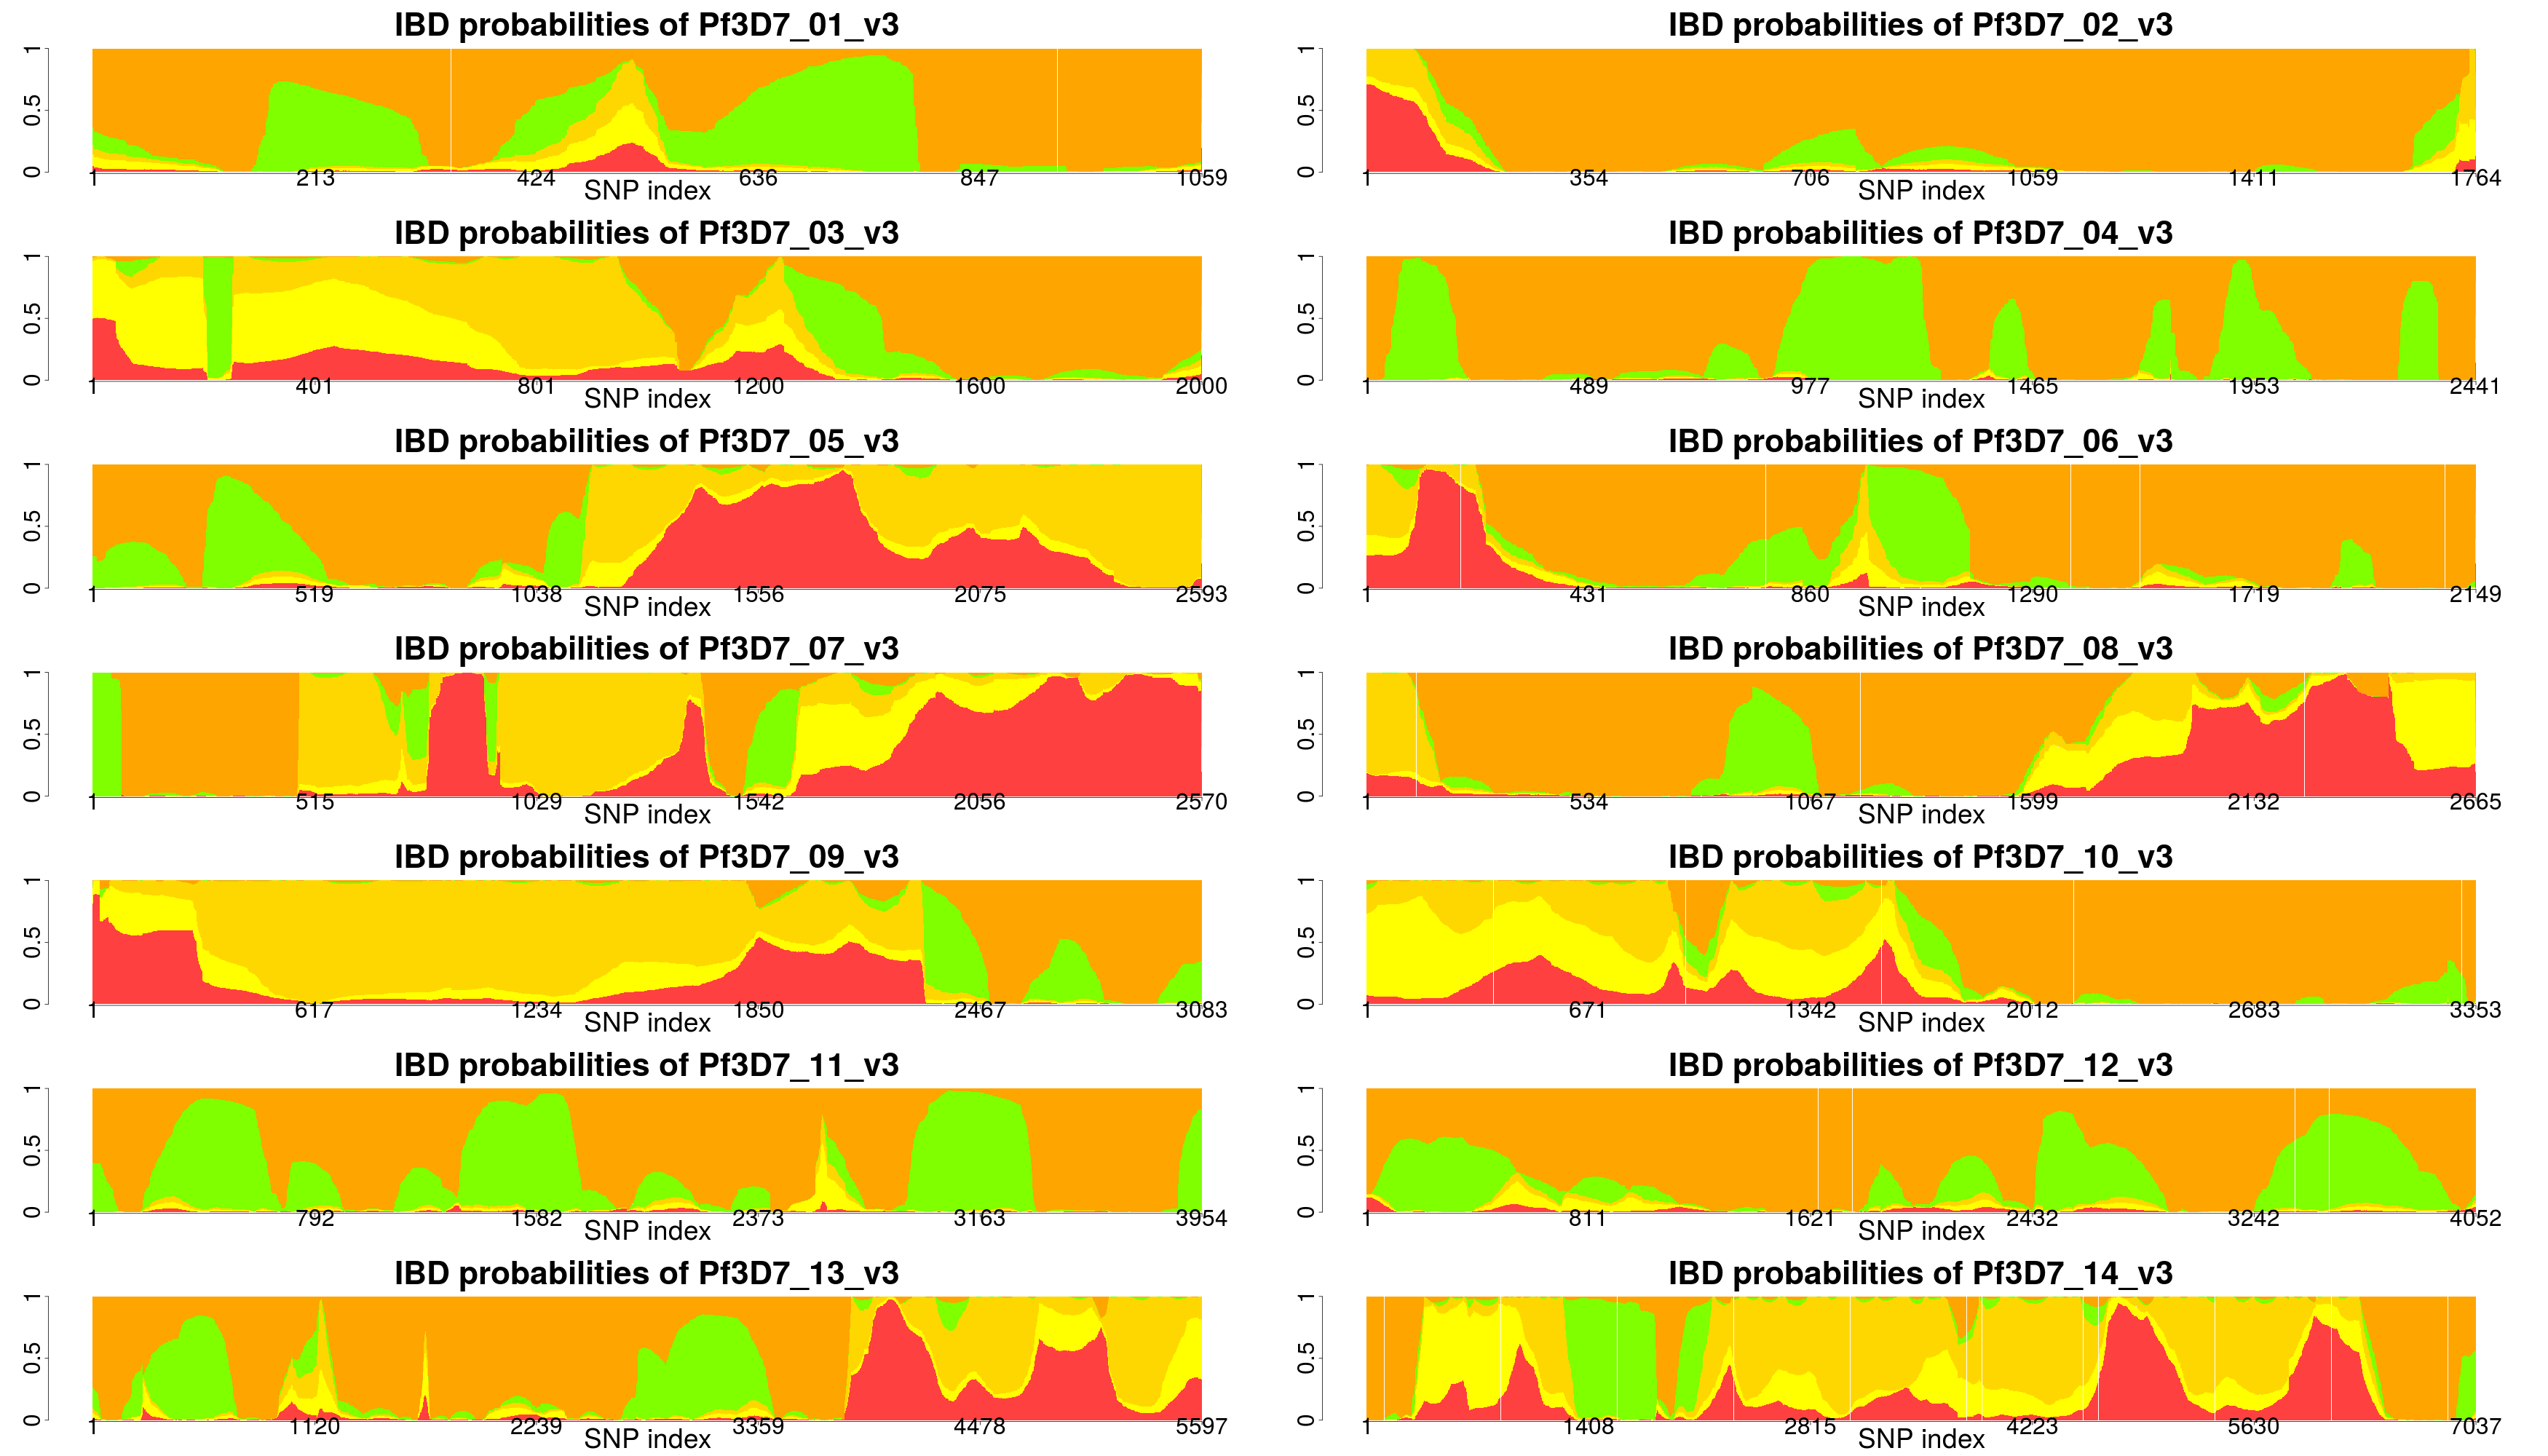 IBD probabilities of Pf3D7_01_v3
1
0.5
0
1 213 424 636 847 1059
SNP index
IBD probabilities of Pf3D7_02_v3
1
0.5
0
1 354 706 1059 1411 1764
SNP index
IBD probabilities of Pf3D7_03_v3
1
0.5
0
1 401 801 1200 1600 2000
SNP index
IBD probabilities of Pf3D7_04_v3
1
0.5
0
1 489 977 1465 1953 2441
SNP index
IBD probabilities of Pf3D7_05_v3
1
0.5
0
1 519 1038 1556 2075 2593
SNP index
IBD probabilities of Pf3D7_06_v3
1
0.5
0
1 431 860 1290 1719 2149
SNP index
IBD probabilities of Pf3D7_07_v3
1
0.5
0
1 515 1029 1542 2056 2570
SNP index
IBD probabilities of Pf3D7_08_v3
1
0.5
0
1 534 1067 1599 2132 2665
SNP index
IBD probabilities of Pf3D7_09_v3
1
0.5
0
1 617 1234 1850 2467 3083
SNP index
IBD probabilities of Pf3D7_10_v3
1
0.5
0
1 671 1342 2012 2683 3353
SNP index
IBD probabilities of Pf3D7_11_v3
1
0.5
0
1 792 1582 2373 3163 3954
SNP index
IBD probabilities of Pf3D7_12_v3
1
0.5
0
1 811 1621 2432 3242 4052
SNP index
IBD probabilities of Pf3D7_13_v3
1
0.5
0
1 1120 2239 3359 4478 5597
SNP index
IBD probabilities of Pf3D7_14_v3
1
0.5
0
1 1408 2815 4223 5630 7037
SNP index